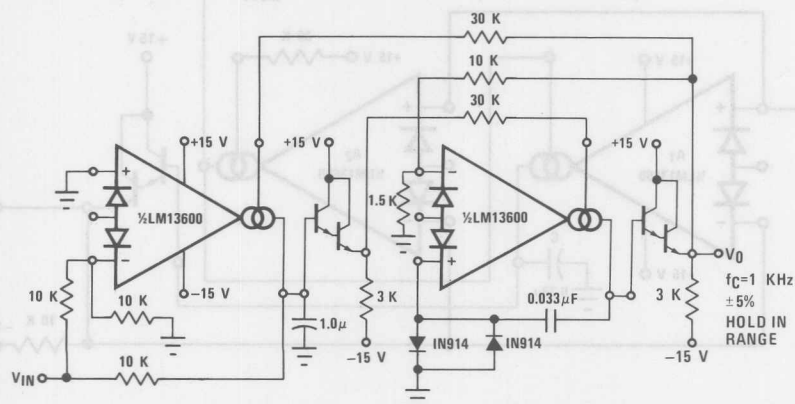 30 K
10 K
30 K
+15 V
+15 V
+15 V
+
½LM13600
−
1.5 K
½LM13600
−
+
V₀
10 K
10 K
−15 V
3 K
0.033μF
3 K
fC=1 KHz
±5%
HOLD IN
RANGE
1.0μ
−15 V
IN914
IN914
−15 V
VIN
10 K